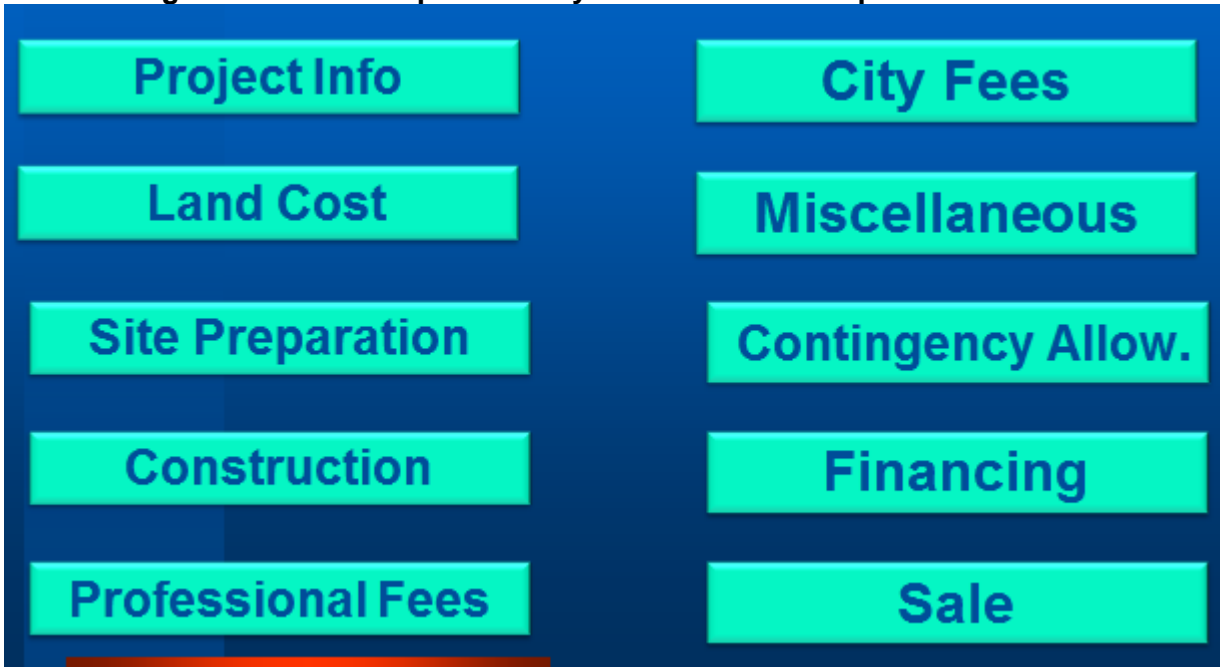 Project Info
Land Cost
Site Preparation
Construction
Professional Fees
City Fees
Miscellaneous
Contingency Allow.
Financing
Sale